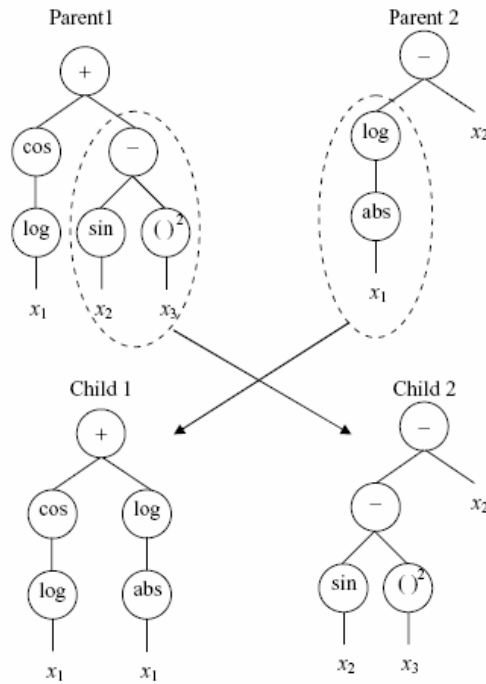 Parent1 Parent 2
+ −
cos − log x2
log sin ( )² abs
x1 x2 x3 x1
Child 1 Child 2
+ −
cos log − x2
log abs sin ( )²
x1 x1 x2 x3